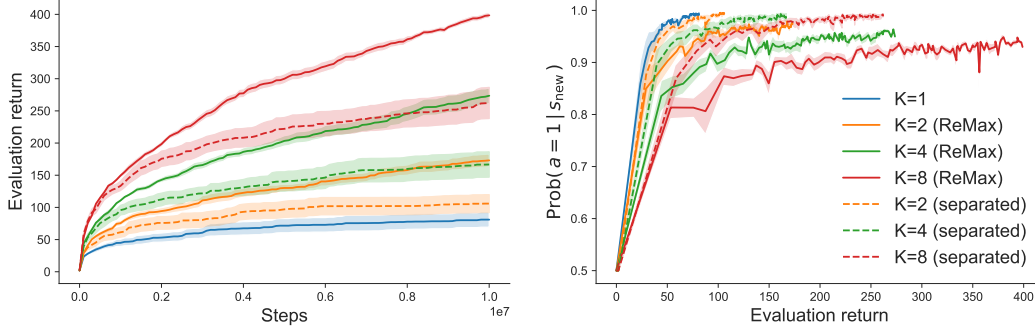 400
350
300
250
200
150
100
50
0
Evaluation return
0.0
0.2
0.4
0.6
0.8
1.0
1e7
Steps
1.0
0.9
0.8
0.7
0.6
0.5
Prob( a = 1 | s_new )
0
50
100
150
200
250
300
350
400
Evaluation return
K=1
K=2 (ReMax)
K=4 (ReMax)
K=8 (ReMax)
K=2 (separated)
K=4 (separated)
K=8 (separated)